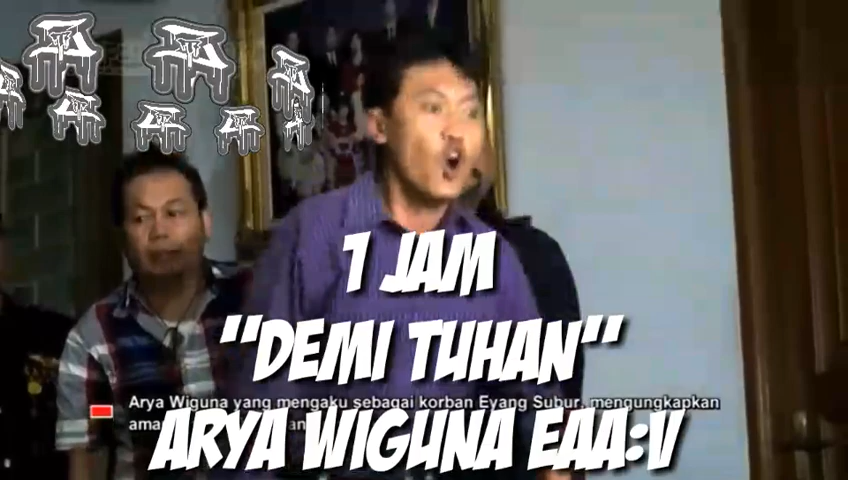 1 JAM
"DEMI TUHAN"
Arya Wiguna yang mengaku sebagai korban Eyang Subur, mengungkapkan
ARYA WIGUNA EAA:V